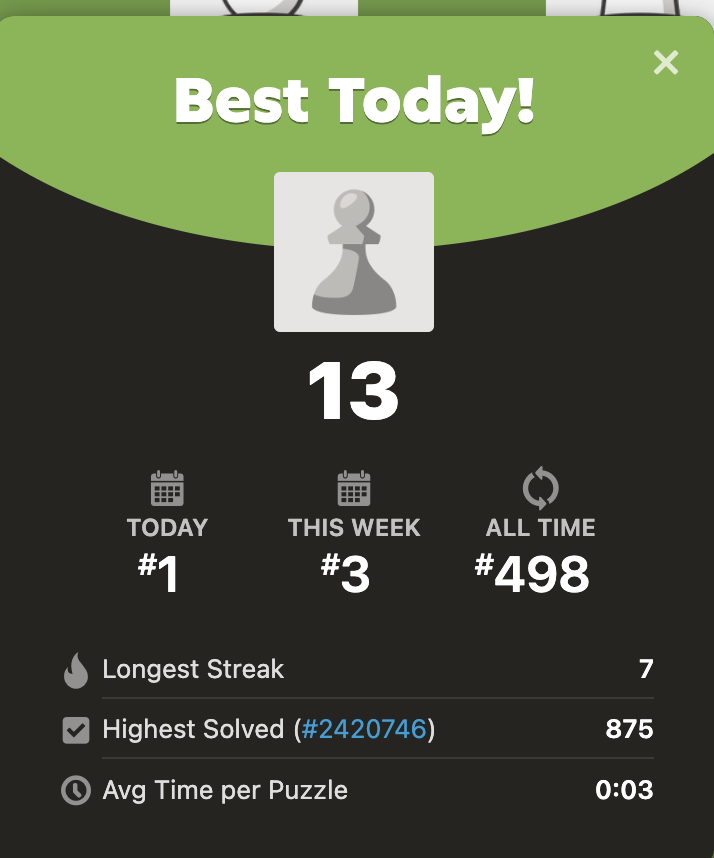 Best Today!
13
TODAY THIS WEEK ALL TIME
#1 #3 #498
Longest Streak 7
Highest Solved (#2420746) 875
Avg Time per Puzzle 0:03